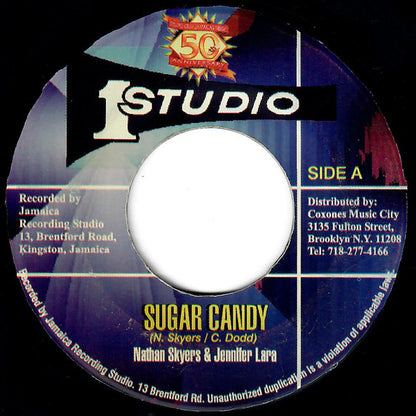 50th
ANNIVERSARY
1 STUDIO
SIDE A
Recorded by
Jamaica
Recording Studio
13, Brentford Road,
Kingston, Jamaica
Distributed by:
Coxones Music City
3135 Fulton Street,
Brooklyn N.Y. 11208
Tel: 718-277-4166
SUGAR CANDY
(N. Skyers / C. Dodd)
Nathan Skyers & Jennifer Lara
Recorded by Jamaica Recording Studio. 13 Brentford Rd. Unauthorized duplication is a violation of applicable laws.